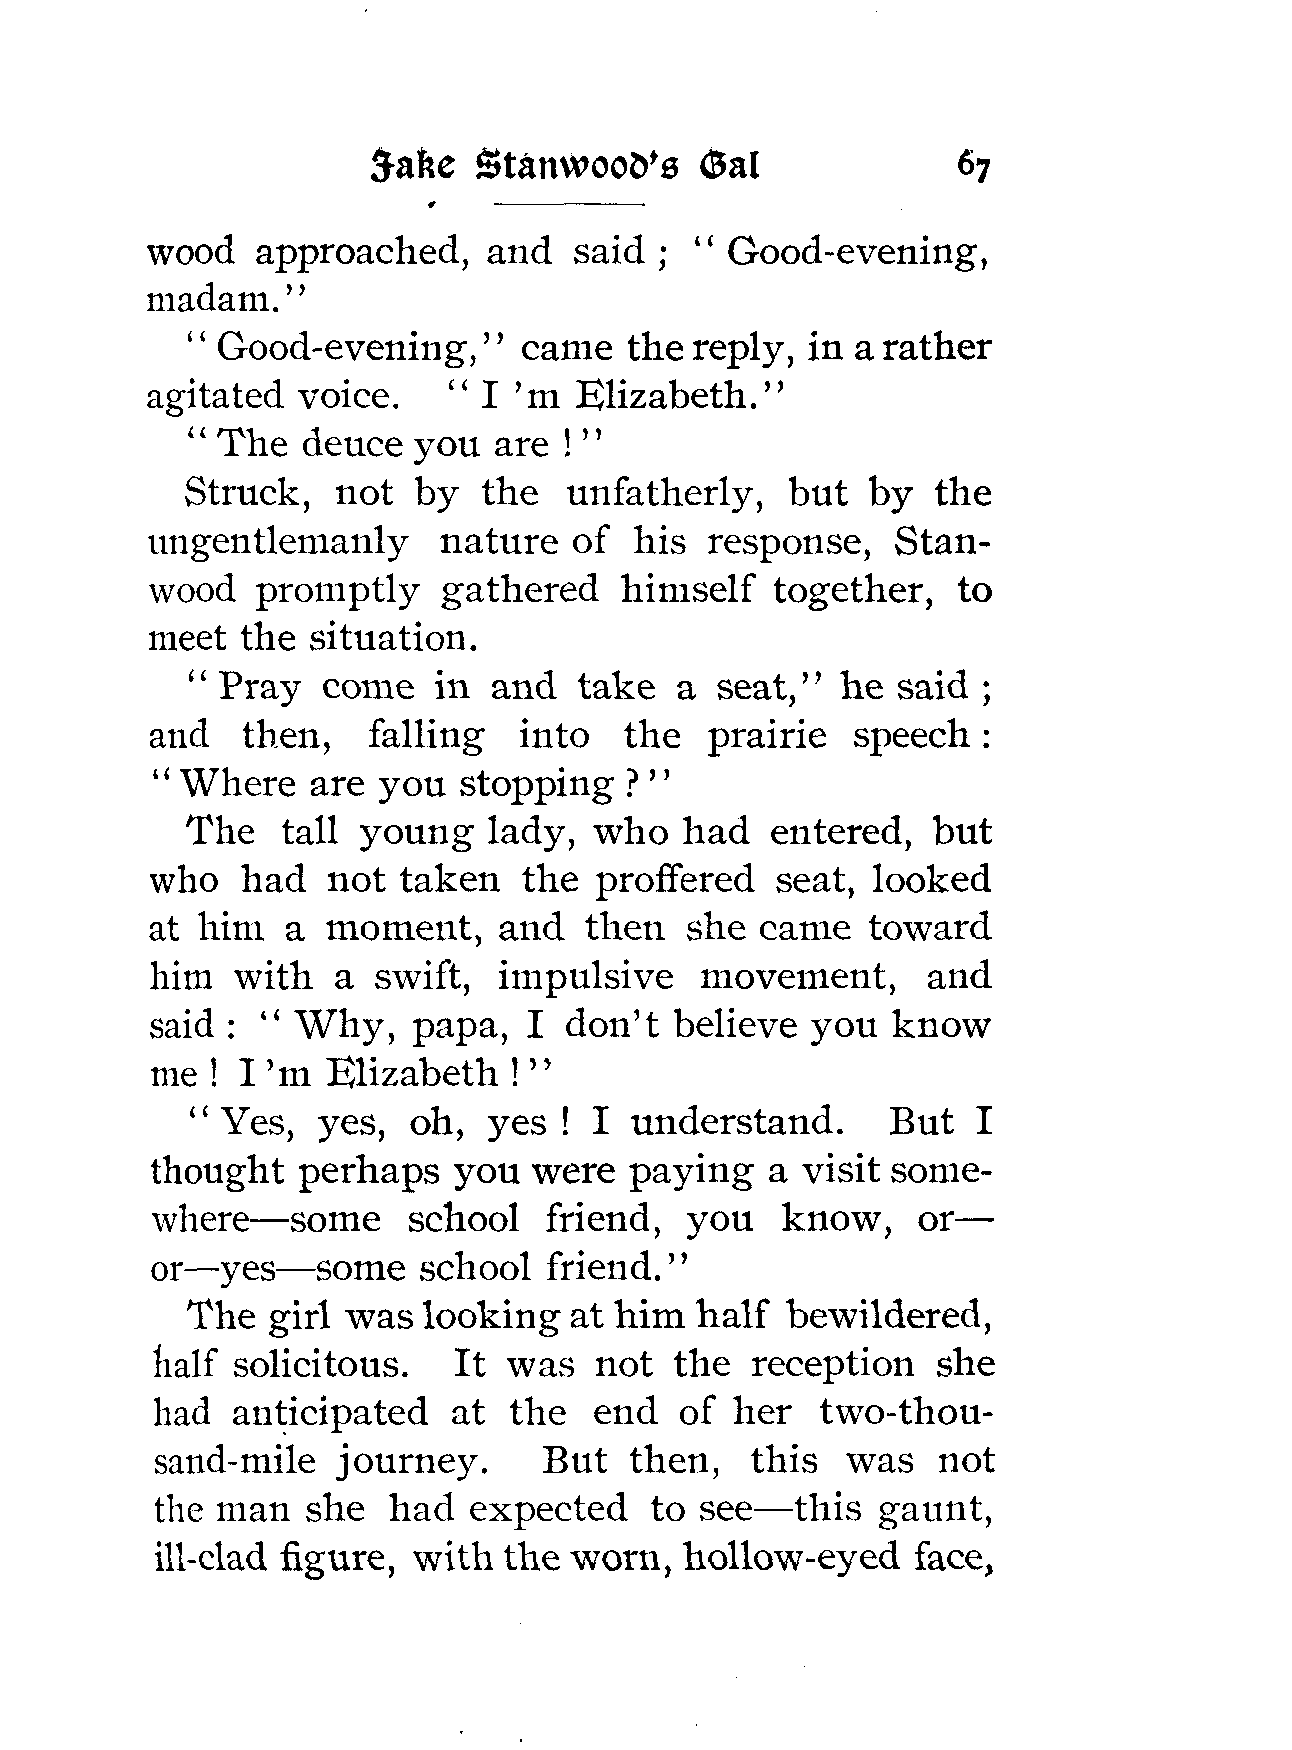 Jake Stanwood's Gal 67
wood approached, and said ; " Good-evening,
madam."
" Good-evening," came the reply, in a rather
agitated voice. " I 'm Elizabeth."
" The deuce you are ! "
Struck, not by the unfatherly, but by the
ungentlemanly nature of his response, Stan-
wood promptly gathered himself together, to
meet the situation.
" Pray come in and take a seat," he said ;
and then, falling into the prairie speech :
" Where are you stopping ? "
The tall young lady, who had entered, but
who had not taken the proffered seat, looked
at him a moment, and then she came toward
him with a swift, impulsive movement, and
said : " Why, papa, I don't believe you know
me ! I 'm Elizabeth ! "
" Yes, yes, oh, yes ! I understand. But I
thought perhaps you were paying a visit some-
where—some school friend, you know, or—
or—yes—some school friend."
The girl was looking at him half bewildered,
half solicitous. It was not the reception she
had anticipated at the end of her two-thou-
sand-mile journey. But then, this was not
the man she had expected to see—this gaunt,
ill-clad figure, with the worn, hollow-eyed face,